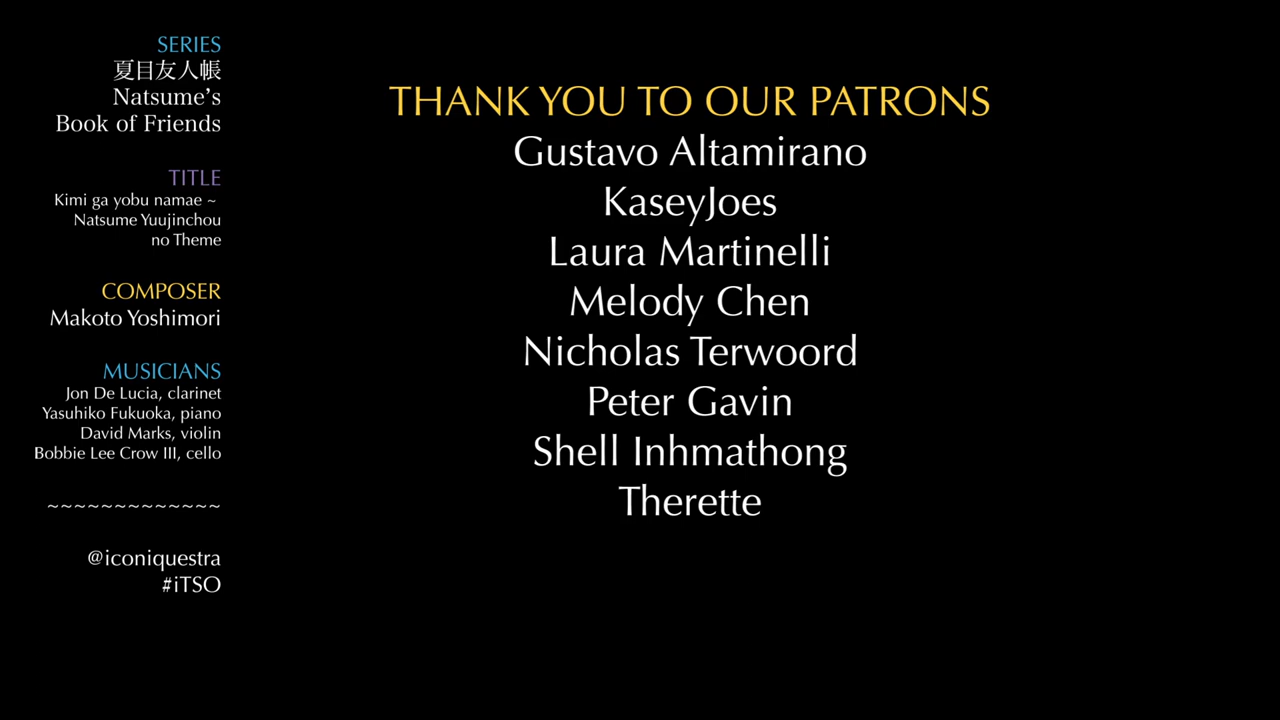 SERIES
夏目友人帳
Natsume's
Book of Friends
TITLE
Kimi ga yobu namae ~
Natsume Yuujinchou
no Theme
COMPOSER
Makoto Yoshimori
MUSICIANS
Jon De Lucia, clarinet
Yasuhiko Fukuoka, piano
David Marks, violin
Bobbie Lee Crow III, cello
~~~~~~~~~~~~~
@iconiquestra
#iTSO
THANK YOU TO OUR PATRONS
Gustavo Altamirano
KaseyJoes
Laura Martinelli
Melody Chen
Nicholas Terwoord
Peter Gavin
Shell Inhmathong
Therette